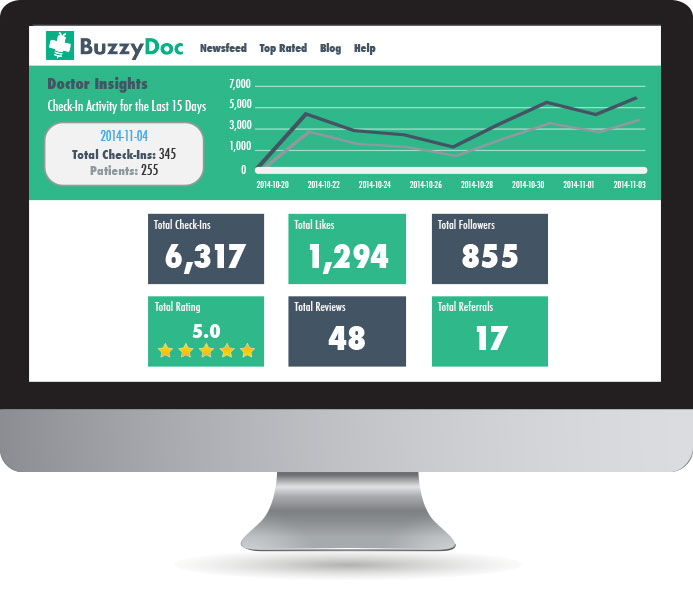 BuzzyDoc Newsfeed Top Rated Blog Help
Doctor Insights
Check-In Activity for the Last 15 Days
2014-11-04
Total Check-Ins: 345
Patients: 255
7,000
5,000
3,000
1,000
0
2014-10-20 2014-10-22 2014-10-24 2014-10-26 2014-10-28 2014-10-30 2014-11-01 2014-11-03
Total Check-Ins Total Likes Total Followers
6,317 1,294 855
Total Rating Total Reviews Total Referrals
5.0 48 17